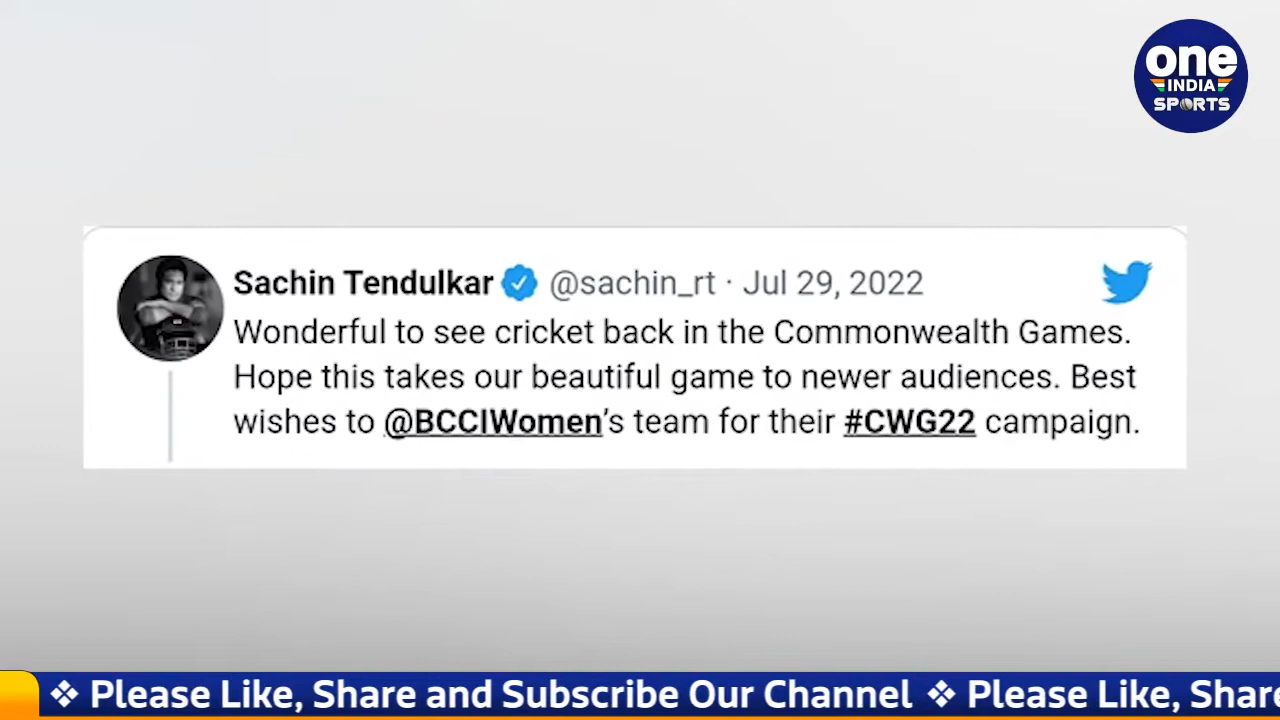 one
INDIA
SPORTS
Sachin Tendulkar @sachin_rt · Jul 29, 2022
Wonderful to see cricket back in the Commonwealth Games.
Hope this takes our beautiful game to newer audiences. Best
wishes to @BCCIWomen’s team for their #CWG22 campaign.
❖ Please Like, Share and Subscribe Our Channel ❖ Please Like, Share